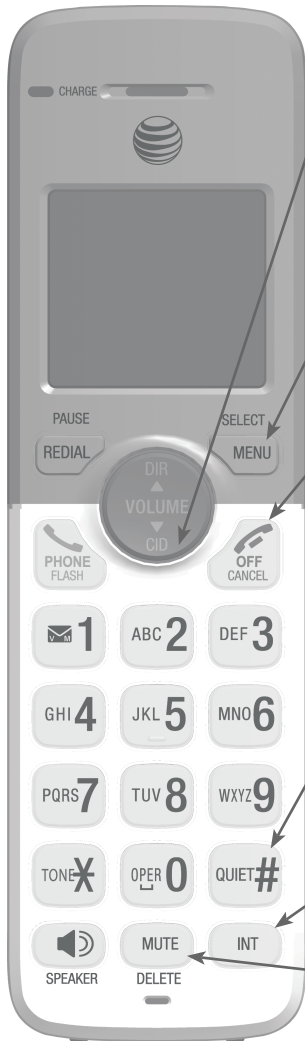 CHARGE
PAUSE SELECT
REDIAL MENU
DIR
VOLUME
CID
PHONE
FLASH
OFF
CANCEL
V M 1 ABC 2 DEF 3
GHI 4 JKL 5 MNO 6
PQRS 7 TUV 8 WXYZ 9
TONE * OPER 0 QUIET #
MUTE INT
SPEAKER DELETE